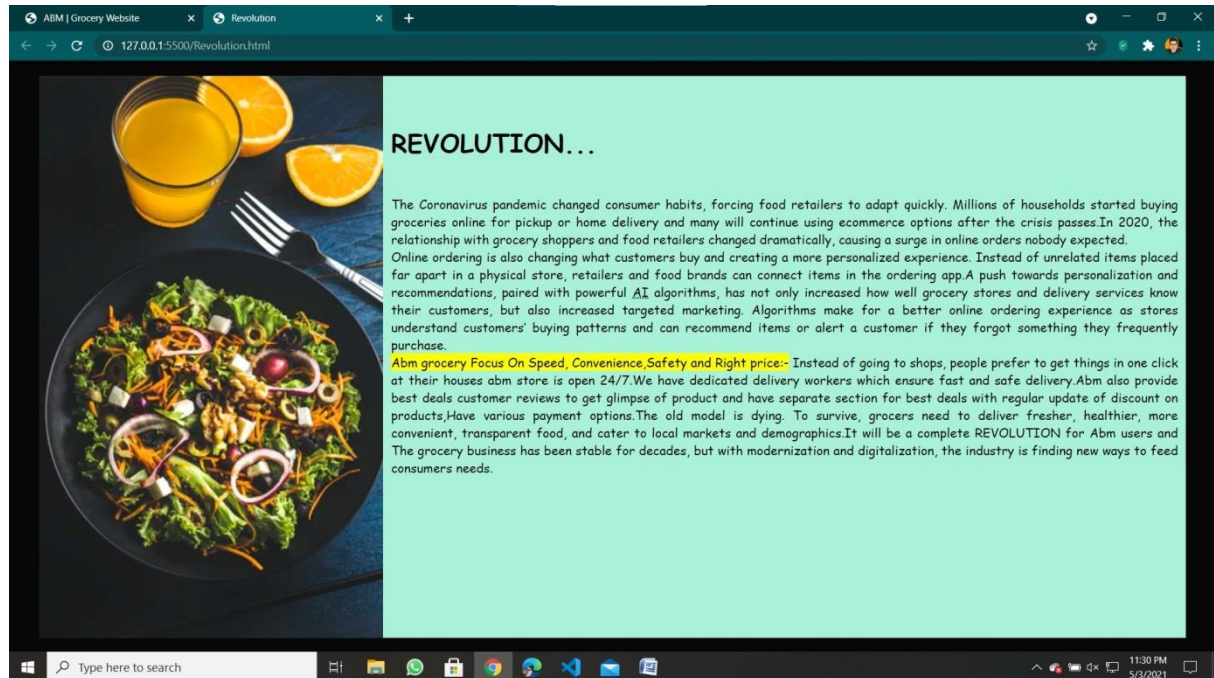 ABM | Grocery Website
Revolution
127.0.0.1:5500/Revolution.html
REVOLUTION...
The Coronavirus pandemic changed consumer habits, forcing food retailers to adapt quickly. Millions of households started buying
groceries online for pickup or home delivery and many will continue using ecommerce options after the crisis passes.In 2020, the
relationship with grocery shoppers and food retailers changed dramatically, causing a surge in online orders nobody expected.
Online ordering is also changing what customers buy and creating a more personalized experience. Instead of unrelated items placed
far apart in a physical store, retailers and food brands can connect items in the ordering app.A push towards personalization and
recommendations, paired with powerful AI algorithms, has not only increased how well grocery stores and delivery services know
their customers, but also increased targeted marketing. Algorithms make for a better online ordering experience as stores
understand customers' buying patterns and can recommend items or alert a customer if they forgot something they frequently
purchase.
Abm grocery Focus On Speed, Convenience,Safety and Right price:- Instead of going to shops, people prefer to get things in one click
at their houses abm store is open 24/7.We have dedicated delivery workers which ensure fast and safe delivery.Abm also provide
best deals customer reviews to get glimpse of product and have separate section for best deals with regular update of discount on
products,Have various payment options.The old model is dying. To survive, grocers need to deliver fresher, healthier, more
convenient, transparent food, and cater to local markets and demographics.It will be a complete REVOLUTION for Abm users and
The grocery business has been stable for decades, but with modernization and digitalization, the industry is finding new ways to feed
consumers needs.
Type here to search
11:30 PM
5/3/2021